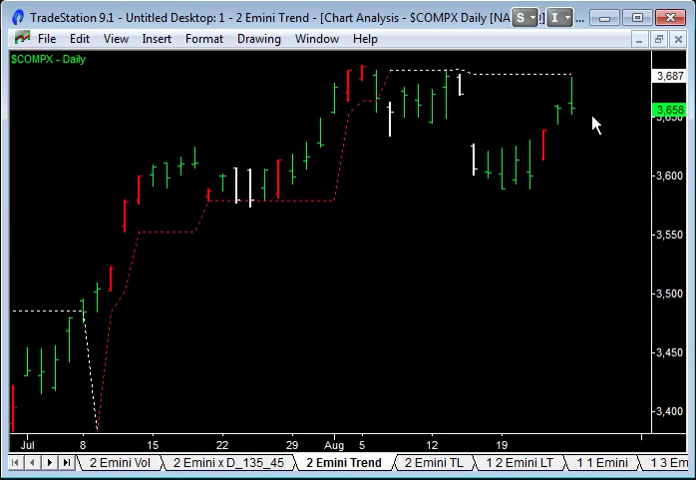 TradeStation 9.1 - Untitled Desktop: 1 - 2 Emini Trend - [Chart Analysis - $COMPX Daily [NA S I ...
File Edit View Insert Format Drawing Window Help
$COMPX - Daily
3,687
3,658
3,600
3,550
3,500
3,450
3,400
Jul 8 15 22 29 Aug 5 12 19
2 Emini Vol 2 Emini x D_135_45 2 Emini Trend 2 Emini TL 1 2 Emini LT 1 1 Emini 1 3 Em